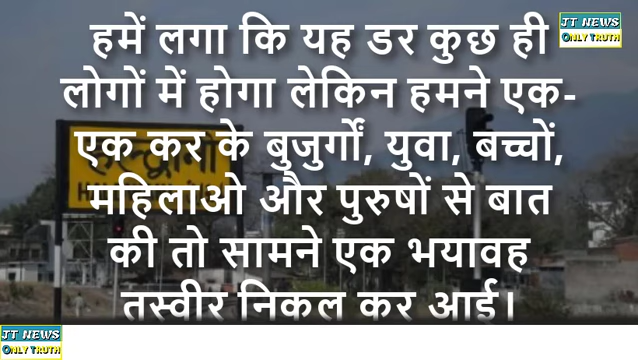 JT NEWS
ONLY TRUTH
हमें लगा कि यह डर कुछ ही
लोगों में होगा लेकिन हमने एक-
एक कर के बुजुर्गों, युवा, बच्चों,
महिलाओ और पुरुषों से बात
की तो सामने एक भयावह
तस्वीर निकल कर आई।
JT NEWS
ONLY TRUTH